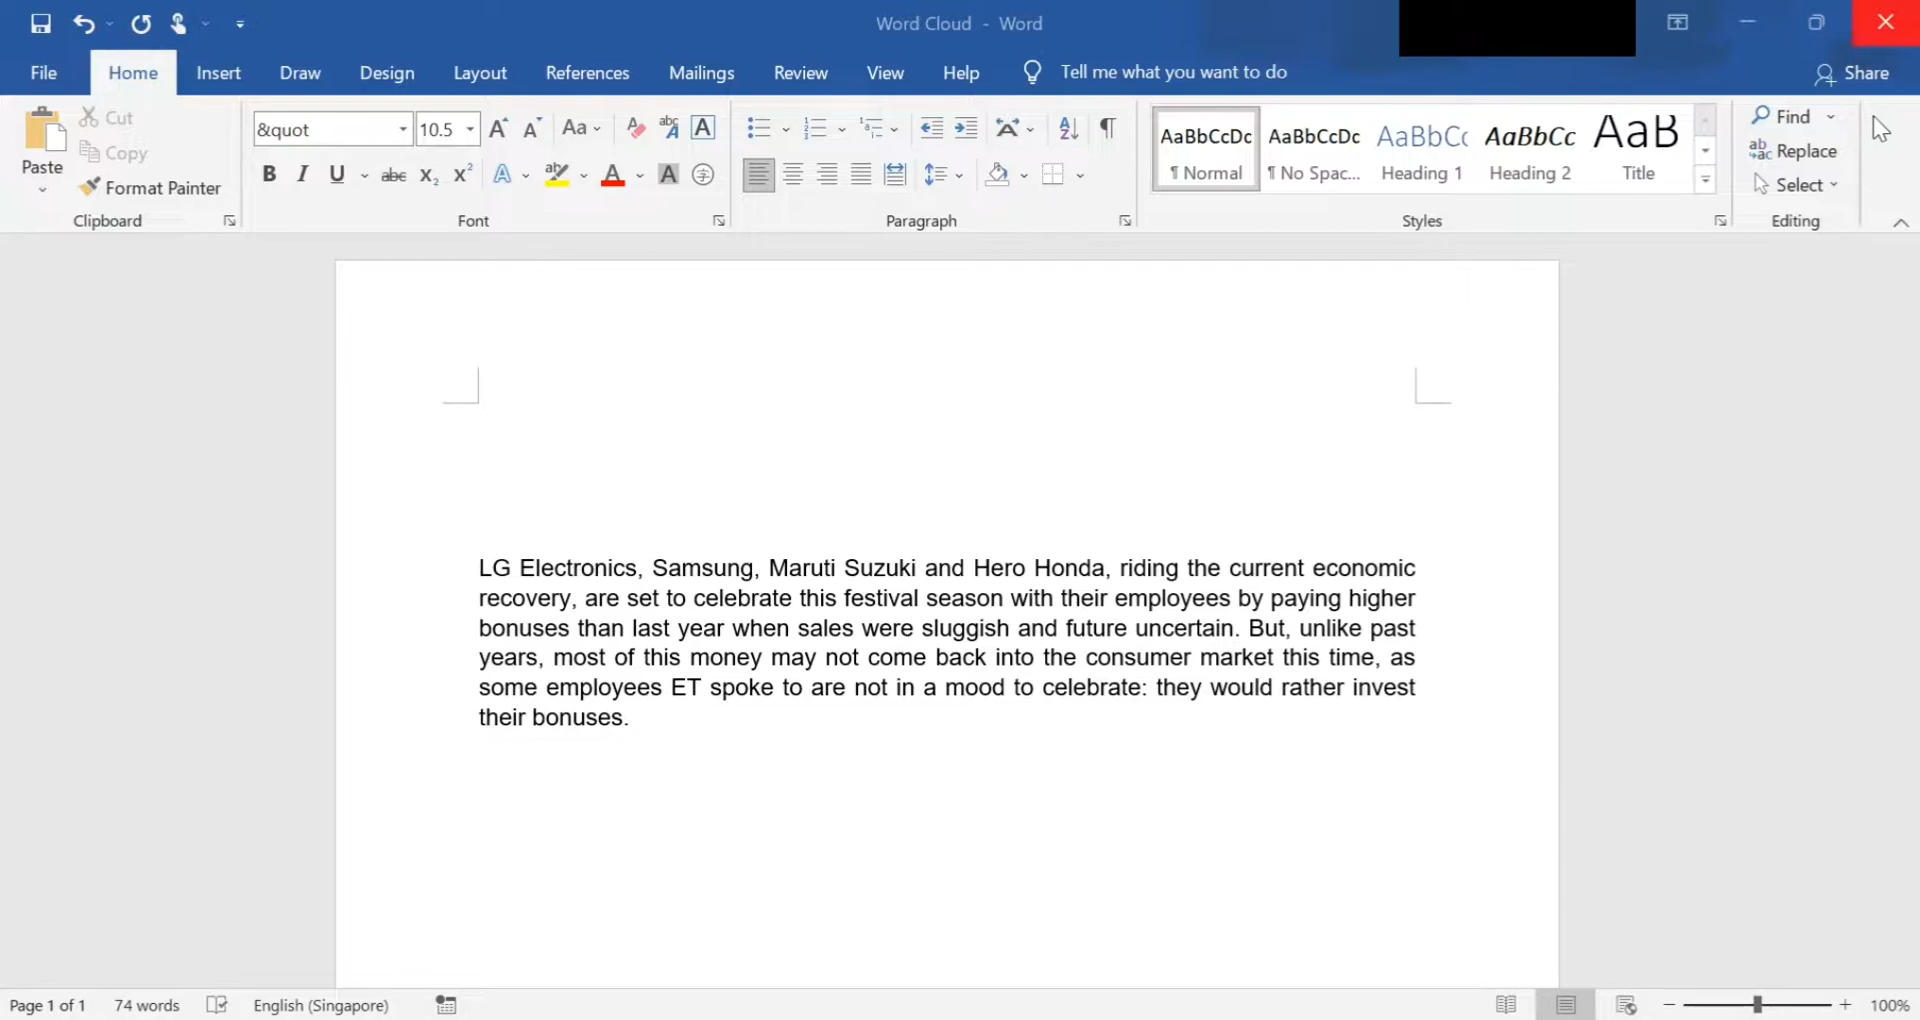 Word Cloud - Word
File Home Insert Draw Design Layout References Mailings Review View Help Tell me what you want to do Share
Paste
Cut
Copy
Format Painter
Clipboard
&quot 10.5 Aa
B I U abc X₂ X² A ab A A 字
Font
Paragraph
AaBbCcDc AaBbCcDc AaBbCc AaBbCc AaB
¶ Normal ¶ No Spac... Heading 1 Heading 2 Title
Styles
Find
Replace
Select
Editing
LG Electronics, Samsung, Maruti Suzuki and Hero Honda, riding the current economic
recovery, are set to celebrate this festival season with their employees by paying higher
bonuses than last year when sales were sluggish and future uncertain. But, unlike past
years, most of this money may not come back into the consumer market this time, as
some employees ET spoke to are not in a mood to celebrate: they would rather invest
their bonuses.
Page 1 of 1 74 words English (Singapore) 100%